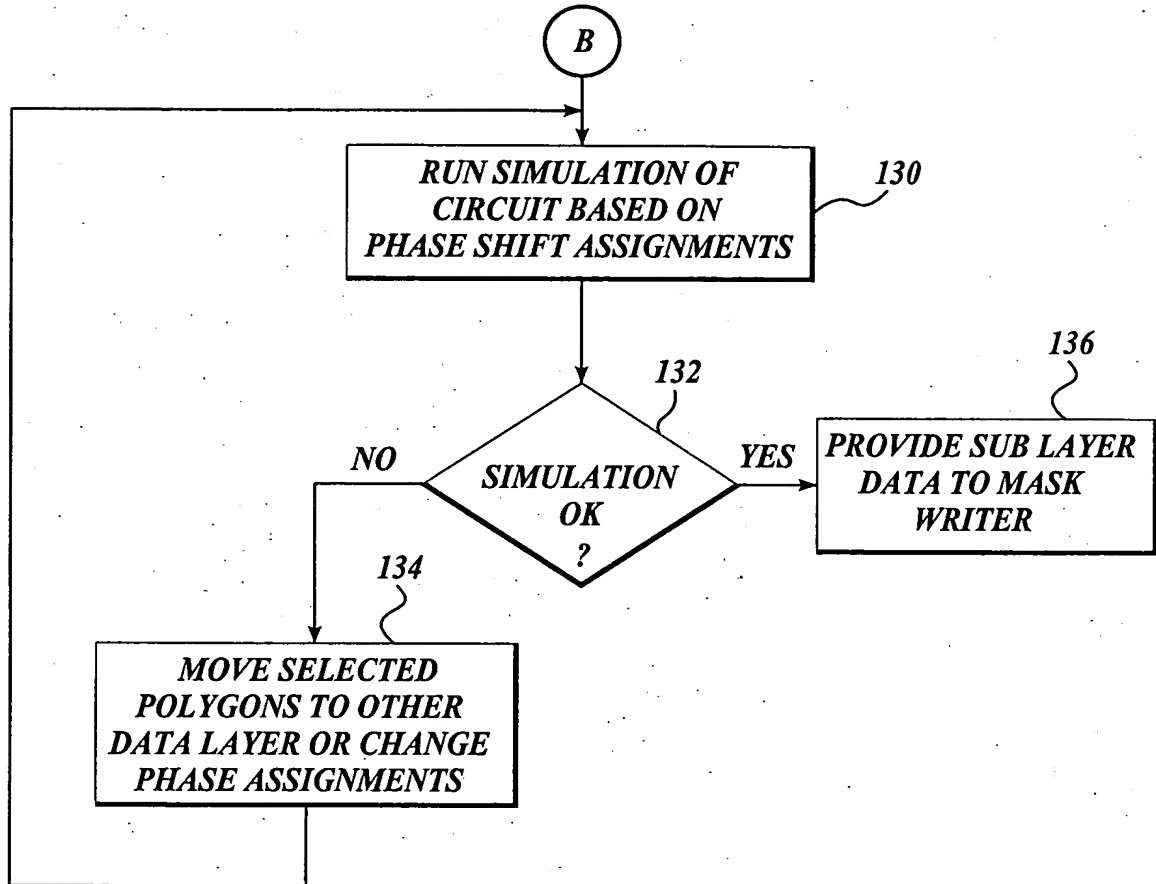 B
RUN SIMULATION OF
CIRCUIT BASED ON
PHASE SHIFT ASSIGNMENTS
130
132
136
NO
SIMULATION
OK
?
YES
PROVIDE SUB LAYER
DATA TO MASK
WRITER
134
MOVE SELECTED
POLYGONS TO OTHER
DATA LAYER OR CHANGE
PHASE ASSIGNMENTS